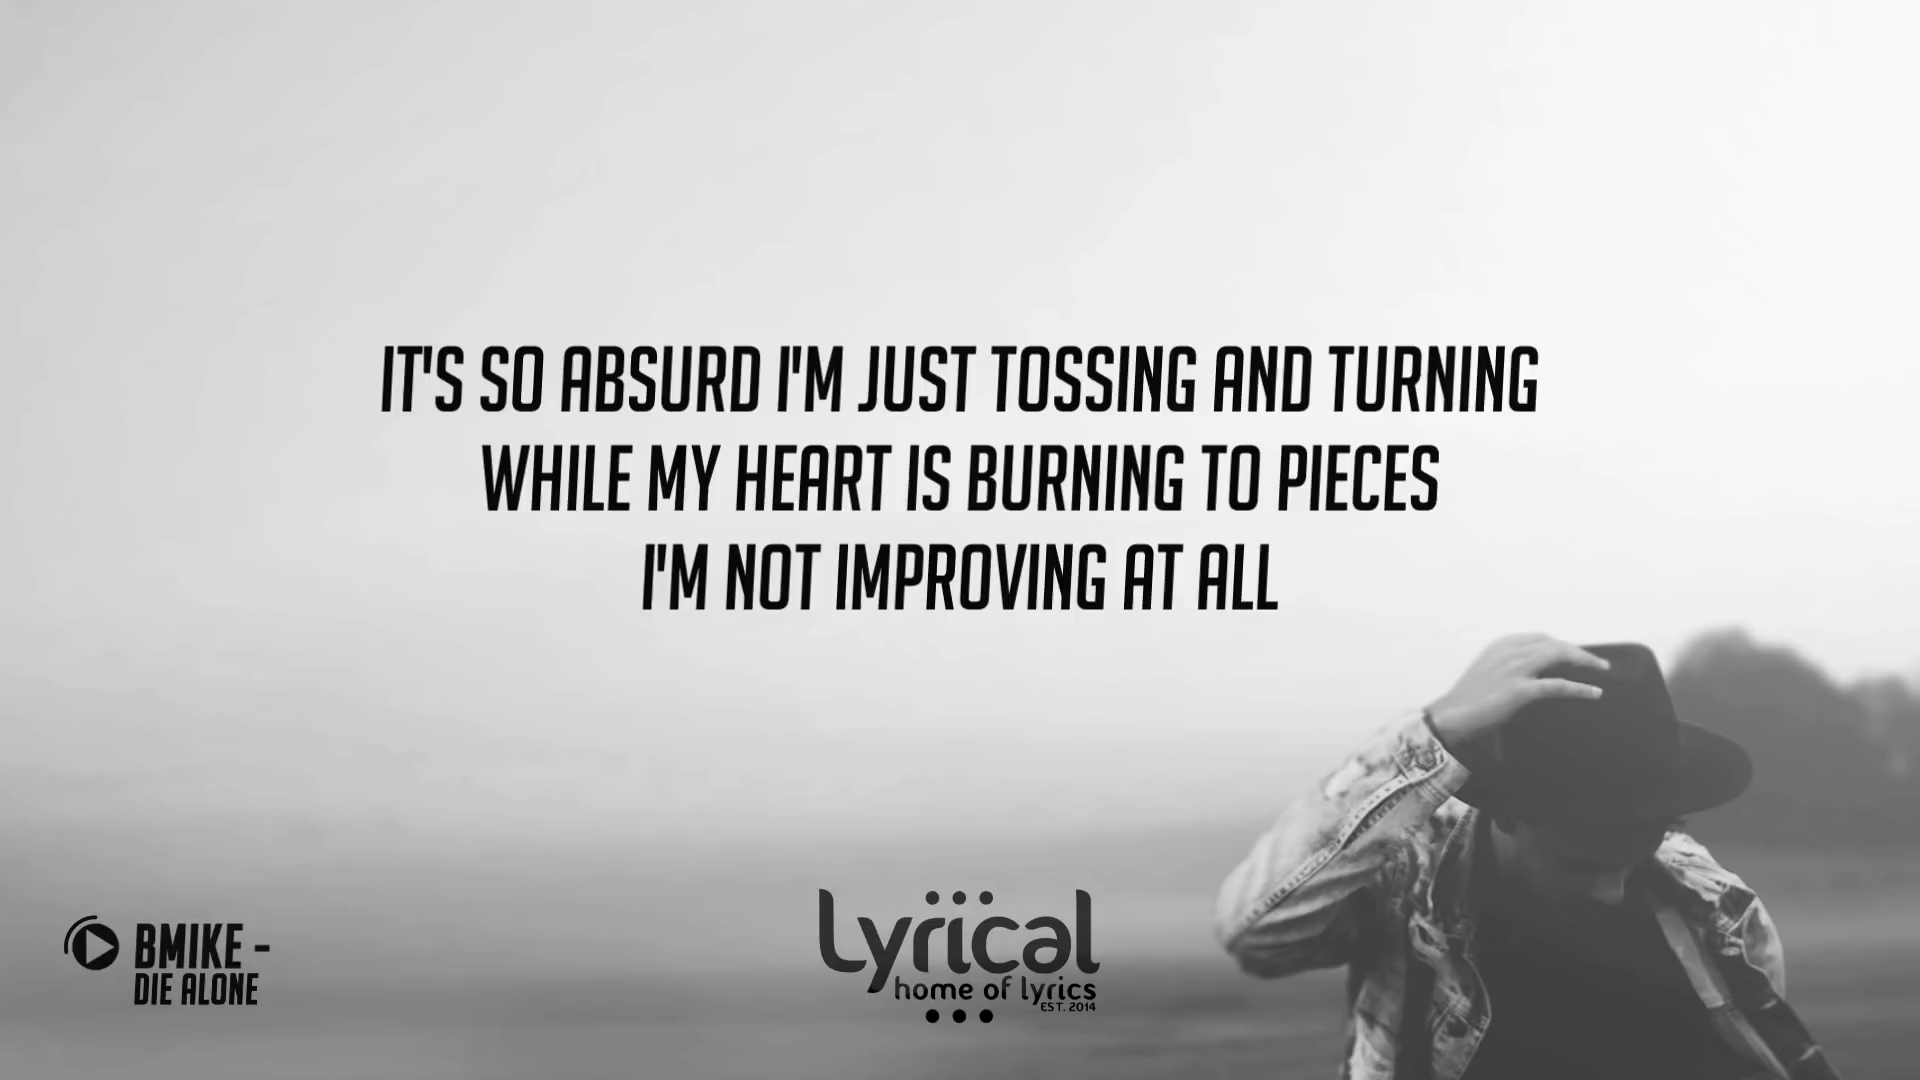 IT'S SO ABSURD I'M JUST TOSSING AND TURNING
WHILE MY HEART IS BURNING TO PIECES
I'M NOT IMPROVING AT ALL
BMIKE -
DIE ALONE
Lyrical
home of lyrics
EST. 2014